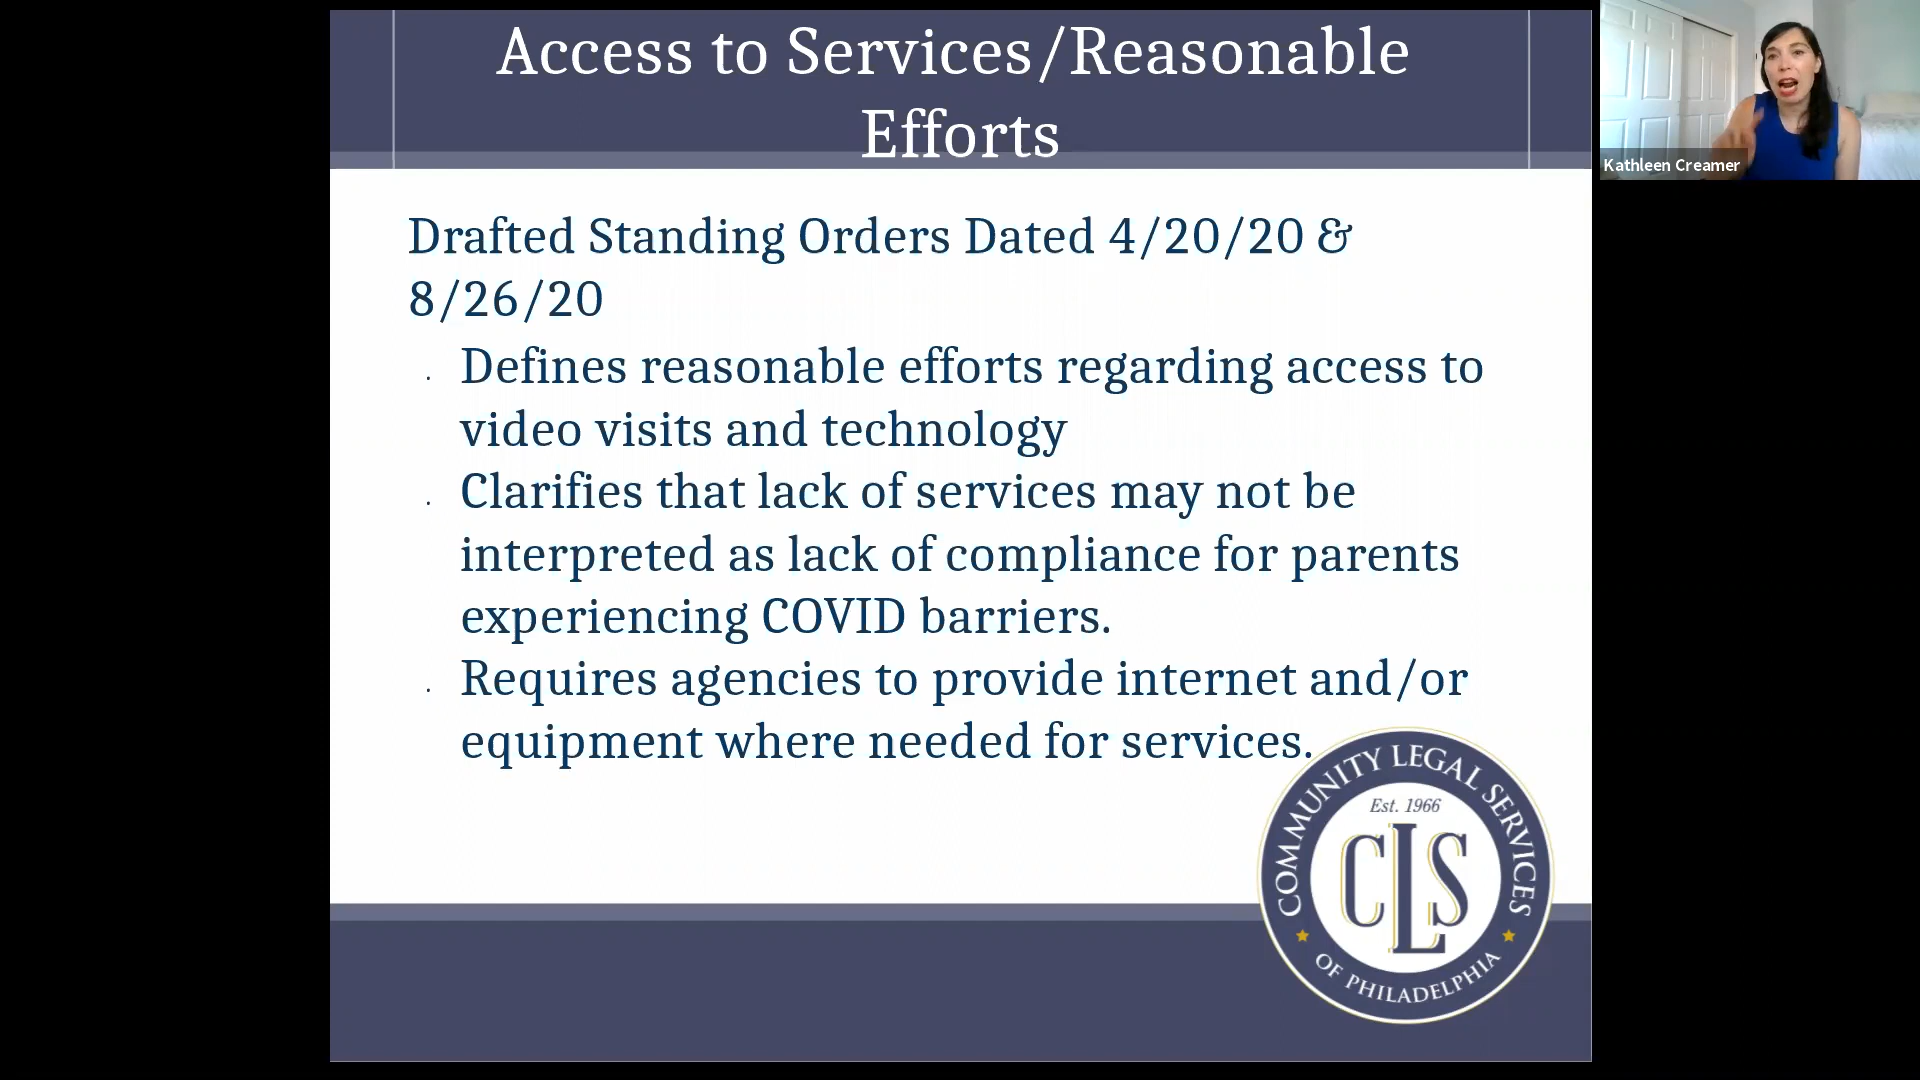 Access to Services/Reasonable
Efforts
Kathleen Creamer
Drafted Standing Orders Dated 4/20/20 &
8/26/20
. Defines reasonable efforts regarding access to
video visits and technology
. Clarifies that lack of services may not be
interpreted as lack of compliance for parents
experiencing COVID barriers.
. Requires agencies to provide internet and/or
equipment where needed for services.
COMMUNITY LEGAL SERVICES
Est. 1966
CLS
OF PHILADELPHIA